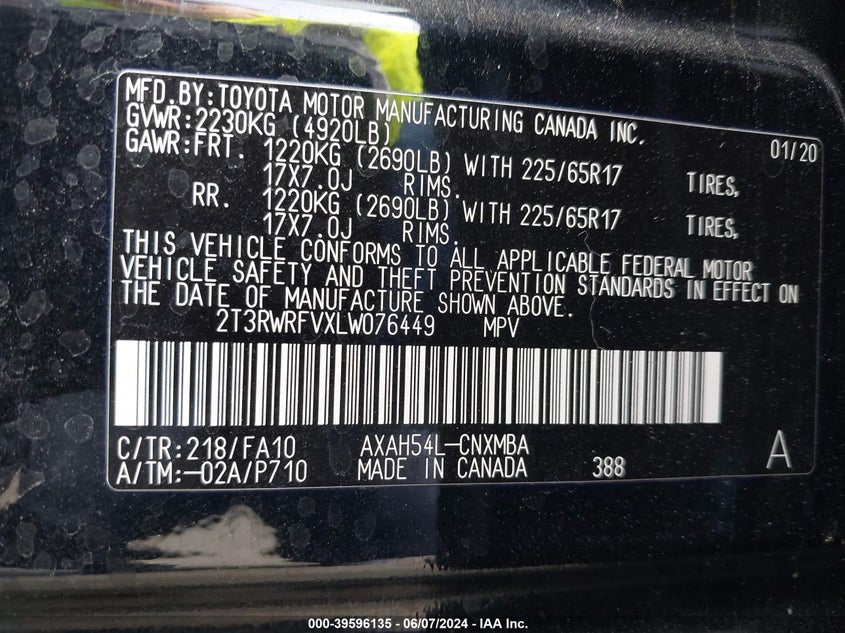 MFD.BY:TOYOTA MOTOR MANUFACTURING CANADA INC.
GVWR:2230KG (4920LB) 01/20
GAWR:FRT. 1220KG (2690LB) WITH 225/65R17 TIRES,
17X7.0J RIMS.
RR. 1220KG (2690LB) WITH 225/65R17 TIRES,
17X7.0J RIMS.
THIS VEHICLE CONFORMS TO ALL APPLICABLE FEDERAL MOTOR
VEHICLE SAFETY AND THEFT PREVENTION STANDARDS IN EFFECT ON
THE DATE OF MANUFACTURE SHOWN ABOVE.
2T3RWRFVXLW076449 MPV
C/TR:218/FA10 AXAH54L-CNXMBA A
A/TM:-02A/P710 MADE IN CANADA 388
000-39596135 - 06/07/2024 - IAA Inc.